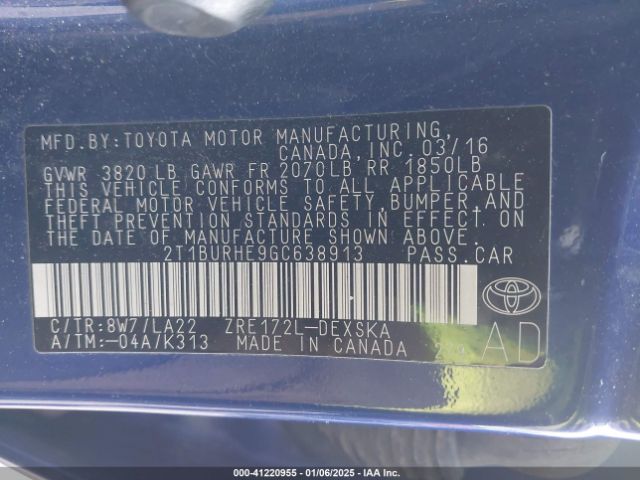 MFD.BY:TOYOTA MOTOR MANUFACTURING,
CANADA, INC. 03/16
GVWR 3820 LB GAWR FR 2070LB RR 1850LB
THIS VEHICLE CONFORMS TO ALL APPLICABLE
FEDERAL MOTOR VEHICLE SAFETY, BUMPER, AND
THEFT PREVENTION STANDARDS IN EFFECT ON
THE DATE OF MANUFACTURE SHOWN ABOVE.
2T1BURHE9GC638913 PASS.CAR
C/TR:8W7/LA22 ZRE172L-DEXSKA
A/TM:-04A/K313 MADE IN CANADA
TOYOTA
AD
000-41220955 - 01/06/2025 - IAA Inc.